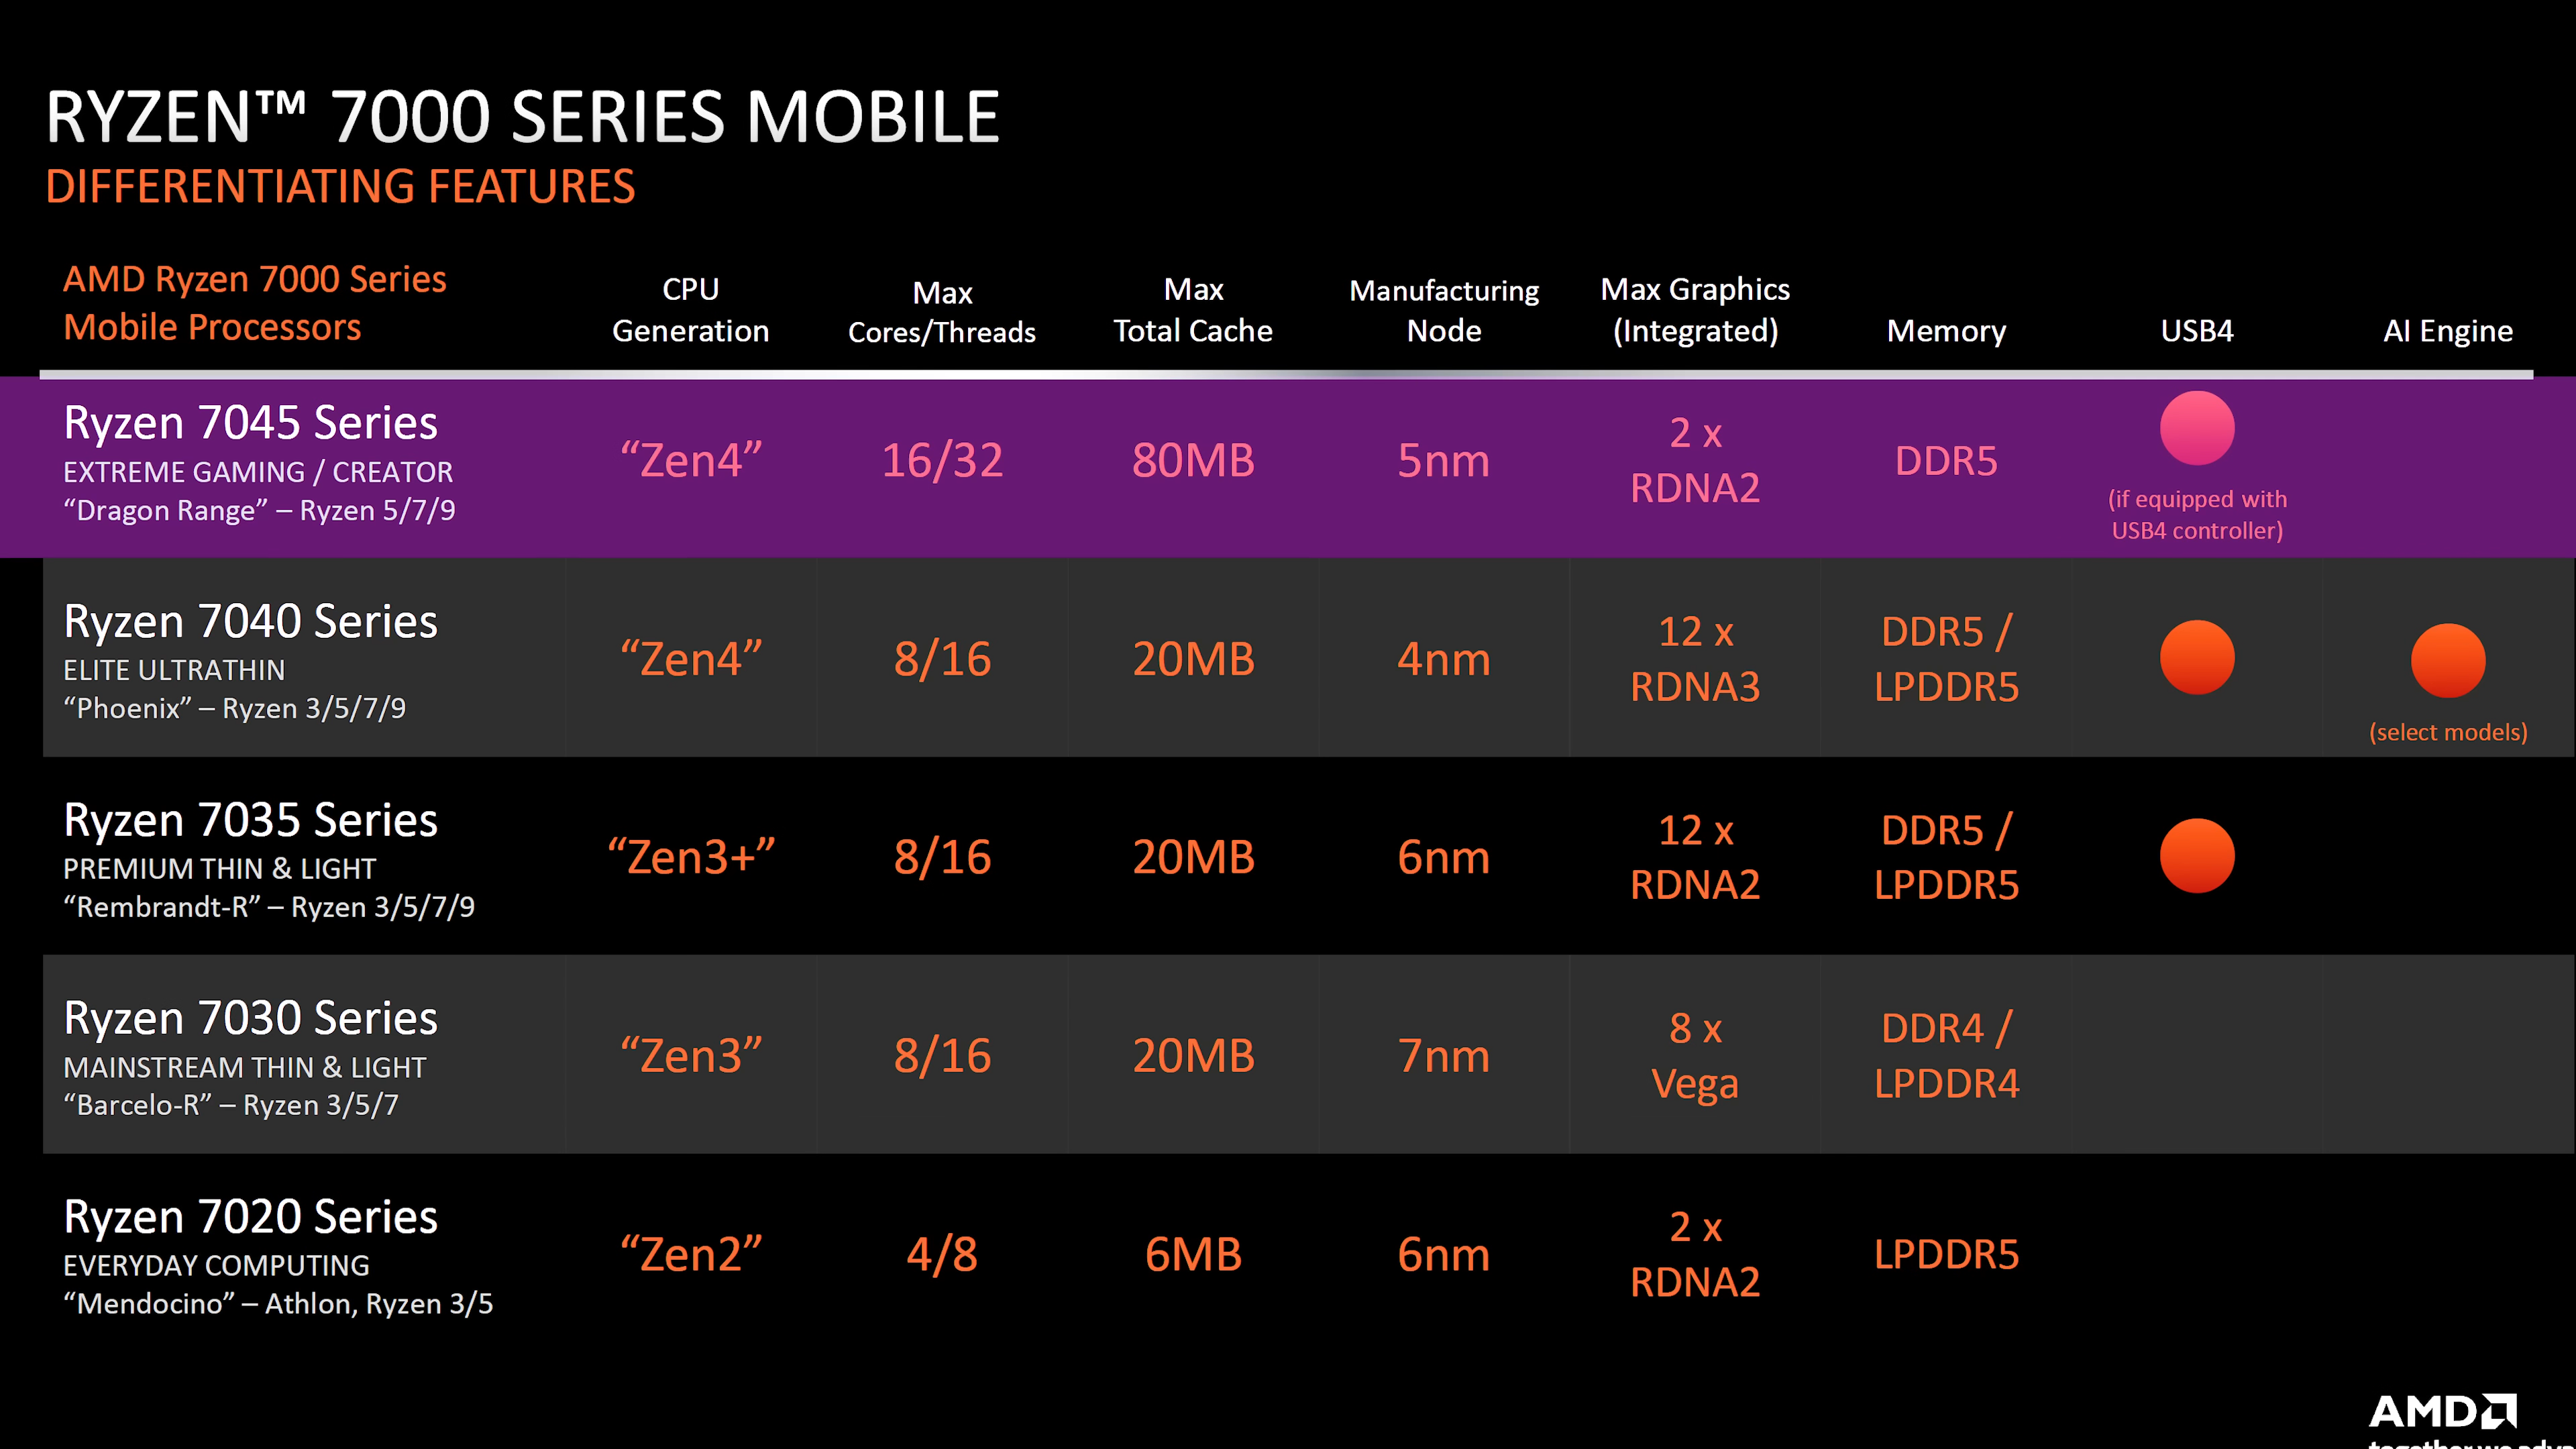 RYZEN™ 7000 SERIES MOBILE
DIFFERENTIATING FEATURES
AMD Ryzen 7000 Series
Mobile Processors
CPU
Generation
Max
Cores/Threads
Max
Total Cache
Manufacturing
Node
Max Graphics
(Integrated)
Memory
USB4
AI Engine
Ryzen 7045 Series
EXTREME GAMING / CREATOR
“Dragon Range” – Ryzen 5/7/9
“Zen4”
16/32
80MB
5nm
2 x
RDNA2
DDR5
(if equipped with
USB4 controller)
Ryzen 7040 Series
ELITE ULTRATHIN
“Phoenix” – Ryzen 3/5/7/9
“Zen4”
8/16
20MB
4nm
12 x
RDNA3
DDR5 /
LPDDR5
(select models)
Ryzen 7035 Series
PREMIUM THIN & LIGHT
“Rembrandt-R” – Ryzen 3/5/7/9
“Zen3+”
8/16
20MB
6nm
12 x
RDNA2
DDR5 /
LPDDR5
Ryzen 7030 Series
MAINSTREAM THIN & LIGHT
“Barcelo-R” – Ryzen 3/5/7
“Zen3”
8/16
20MB
7nm
8 x
Vega
DDR4 /
LPDDR4
Ryzen 7020 Series
EVERYDAY COMPUTING
“Mendocino” – Athlon, Ryzen 3/5
“Zen2”
4/8
6MB
6nm
2 x
RDNA2
LPDDR5
AMD